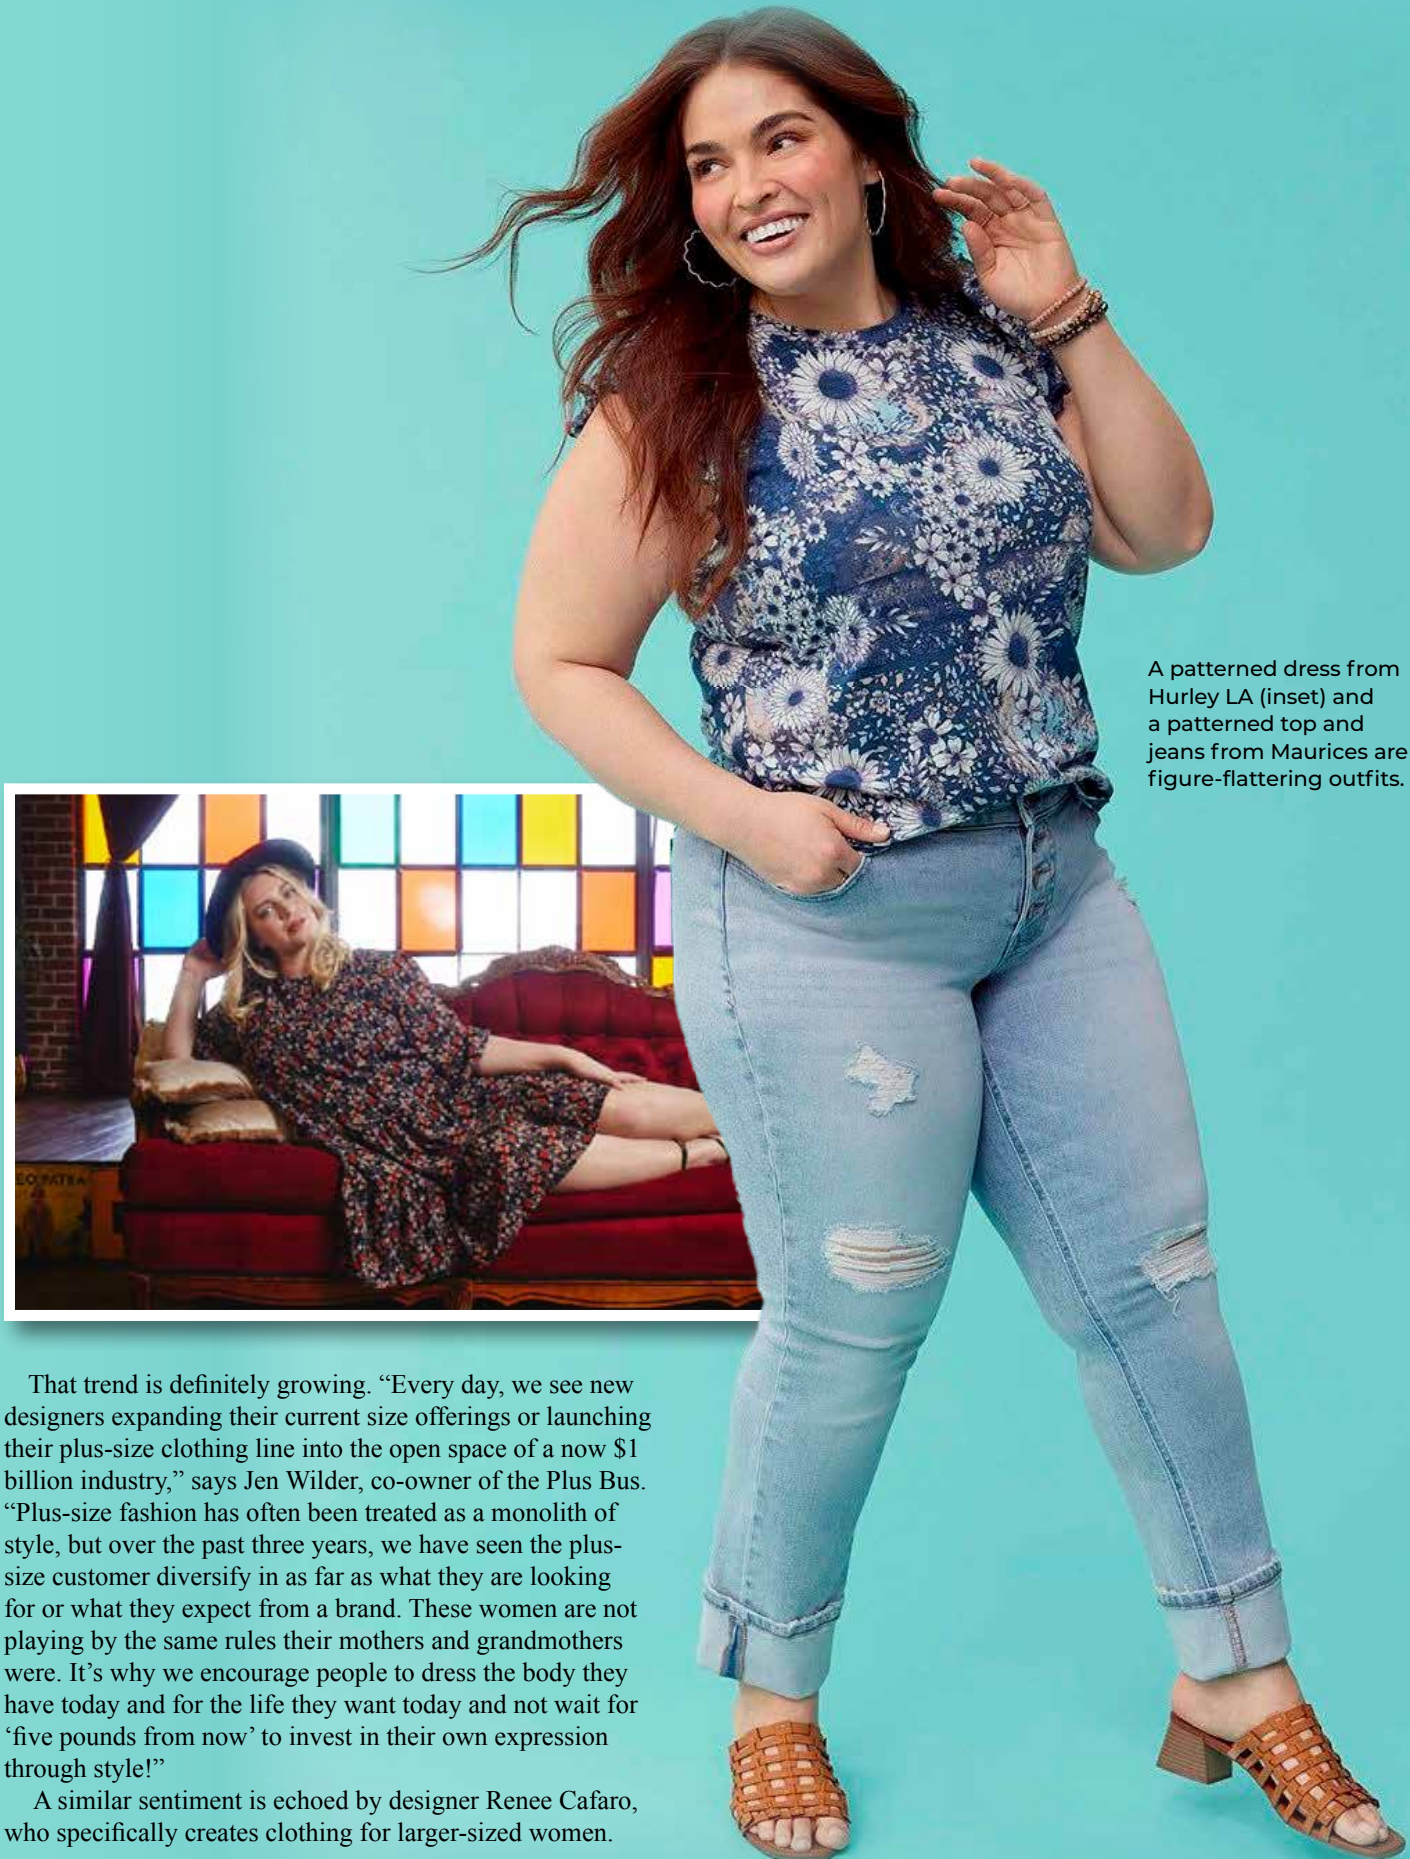 A patterned dress from
Hurley LA (inset) and
a patterned top and
jeans from Maurices are
figure-flattering outfits.
That trend is definitely growing. “Every day, we see new
designers expanding their current size offerings or launching
their plus-size clothing line into the open space of a now $1
billion industry,” says Jen Wilder, co-owner of the Plus Bus.
“Plus-size fashion has often been treated as a monolith of
style, but over the past three years, we have seen the plus-
size customer diversify in as far as what they are looking
for or what they expect from a brand. These women are not
playing by the same rules their mothers and grandmothers
were. It’s why we encourage people to dress the body they
have today and for the life they want today and not wait for
‘five pounds from now’ to invest in their own expression
through style!”
A similar sentiment is echoed by designer Renee Cafaro,
who specifically creates clothing for larger-sized women.